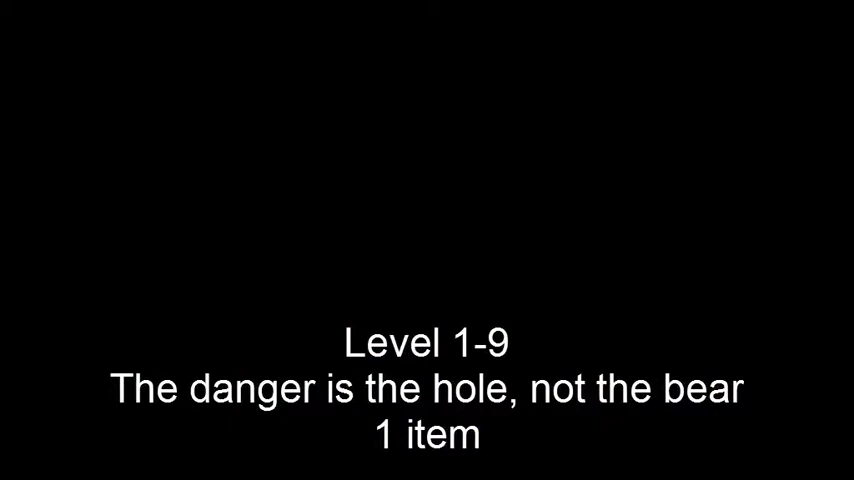 Level 1-9
The danger is the hole, not the bear
1 item